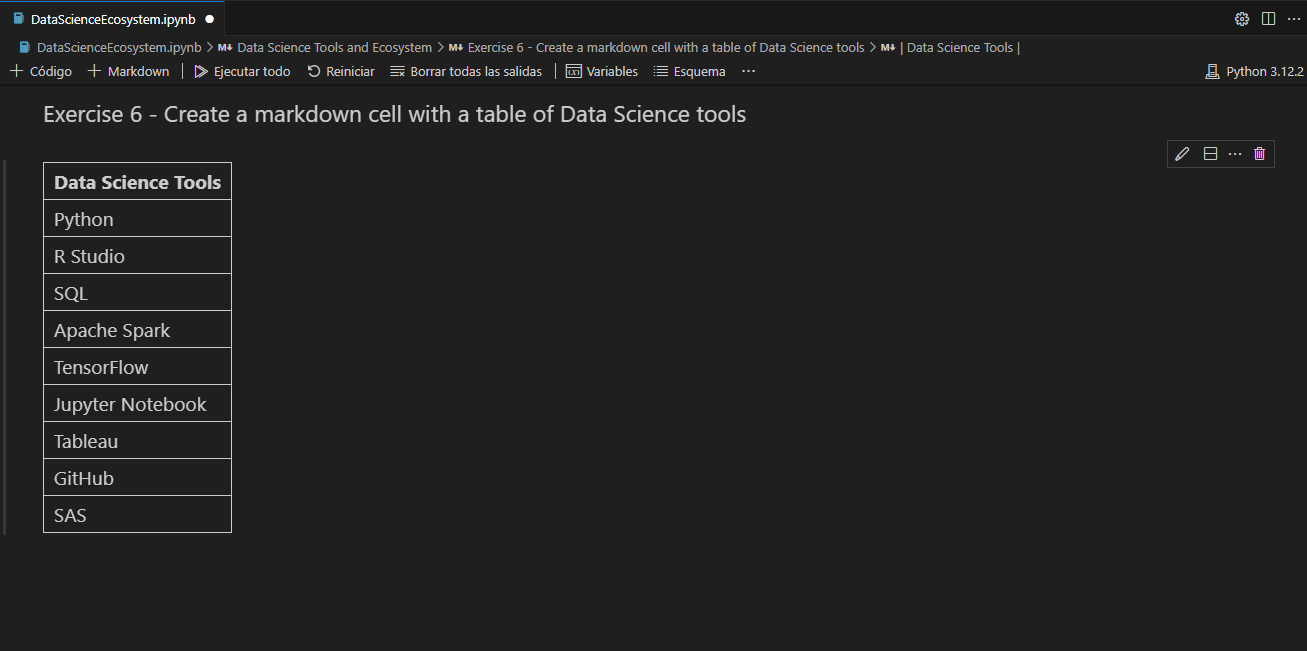 DataScienceEcosystem.ipynb
DataScienceEcosystem.ipynb > M↓ Data Science Tools and Ecosystem > M↓ Exercise 6 - Create a markdown cell with a table of Data Science tools > M↓ | Data Science Tools |
+ Código + Markdown | Ejecutar todo Reiniciar Borrar todas las salidas | Variables Esquema ... Python 3.12.2
Exercise 6 - Create a markdown cell with a table of Data Science tools
Data Science Tools
Python
R Studio
SQL
Apache Spark
TensorFlow
Jupyter Notebook
Tableau
GitHub
SAS